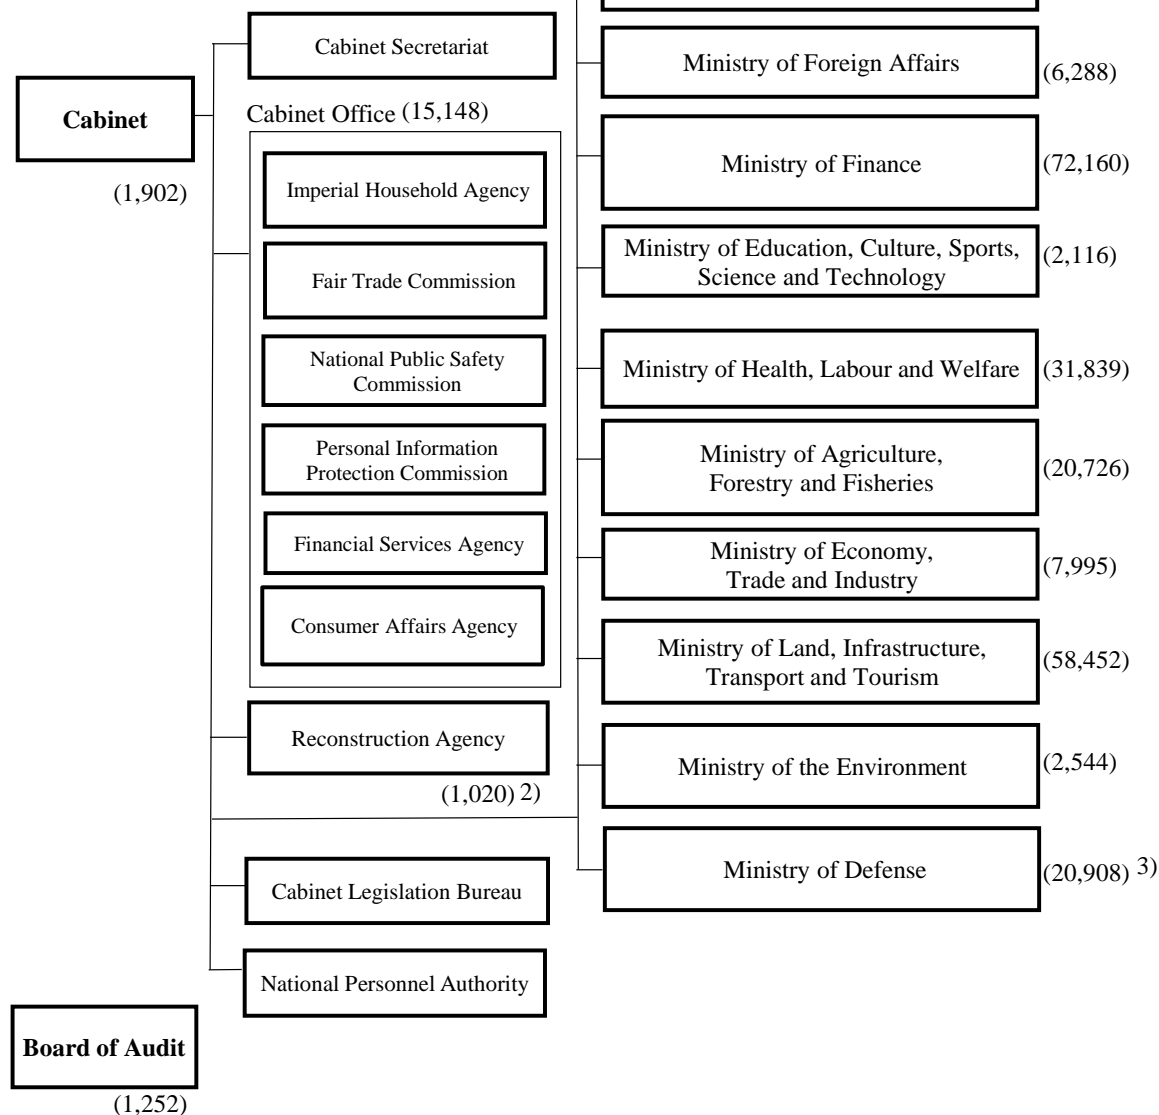 Cabinet
(1,902)
Cabinet Secretariat
Cabinet Office (15,148)
Imperial Household Agency
Fair Trade Commission
National Public Safety
Commission
Personal Information
Protection Commission
Financial Services Agency
Consumer Affairs Agency
Reconstruction Agency
(1,020) 2)
Cabinet Legislation Bureau
National Personnel Authority
Ministry of Foreign Affairs
(6,288)
Ministry of Finance
(72,160)
Ministry of Education, Culture, Sports,
Science and Technology
(2,116)
Ministry of Health, Labour and Welfare
(31,839)
Ministry of Agriculture,
Forestry and Fisheries
(20,726)
Ministry of Economy,
Trade and Industry
(7,995)
Ministry of Land, Infrastructure,
Transport and Tourism
(58,452)
Ministry of the Environment
(2,544)
Ministry of Defense
(20,908) 3)
Board of Audit
(1,252)